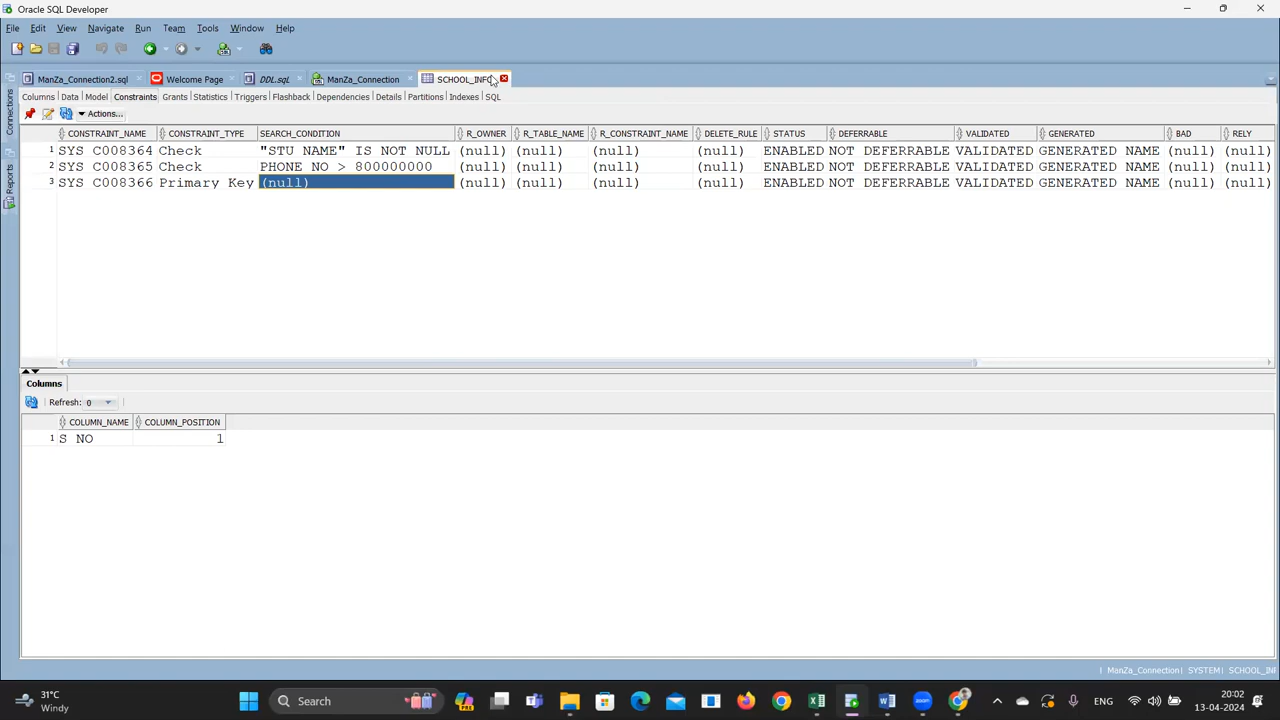 Oracle SQL Developer
File Edit View Navigate Run Team Tools Window Help
ManZa_Connection2.sql Welcome Page DDL.sql ManZa_Connection SCHOOL_INFO
Columns Data Model Constraints Grants Statistics Triggers Flashback Dependencies Details Partitions Indexes SQL
Actions...
CONSTRAINT_NAME CONSTRAINT_TYPE SEARCH_CONDITION R_OWNER R_TABLE_NAME R_CONSTRAINT_NAME DELETE_RULE STATUS DEFERRABLE VALIDATED GENERATED BAD RELY
1 SYS_C008364 Check "STU_NAME" IS NOT NULL (null) (null) (null) (null) ENABLED NOT DEFERRABLE VALIDATED GENERATED NAME (null) (null)
2 SYS_C008365 Check PHONE_NO > 800000000 (null) (null) (null) (null) ENABLED NOT DEFERRABLE VALIDATED GENERATED NAME (null) (null)
3 SYS_C008366 Primary_Key (null) (null) (null) (null) (null) ENABLED NOT DEFERRABLE VALIDATED GENERATED NAME (null) (null)
Connections
Reports
Columns
Refresh: 0
COLUMN_NAME COLUMN_POSITION
1 S_NO 1
ManZa_Connection| SYSTEM| SCHOOL_INF
31°C
Windy
Search
ENG
20:02
13-04-2024